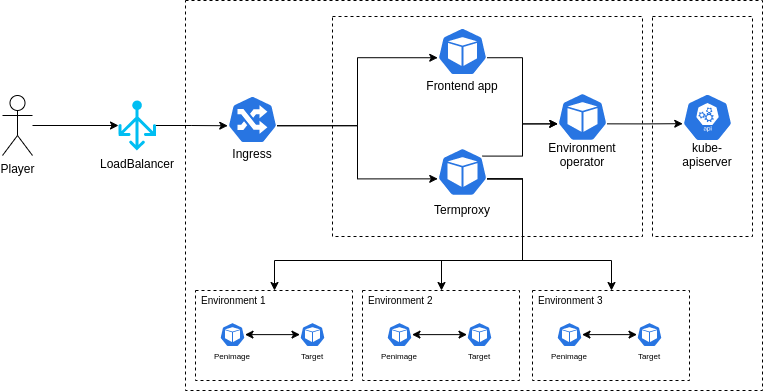 Frontend app
Player
LoadBalancer
Ingress
Termproxy
Environment
operator
api
kube-
apiserver
Environment 1
Penimage
Target
Environment 2
Penimage
Target
Environment 3
Penimage
Target